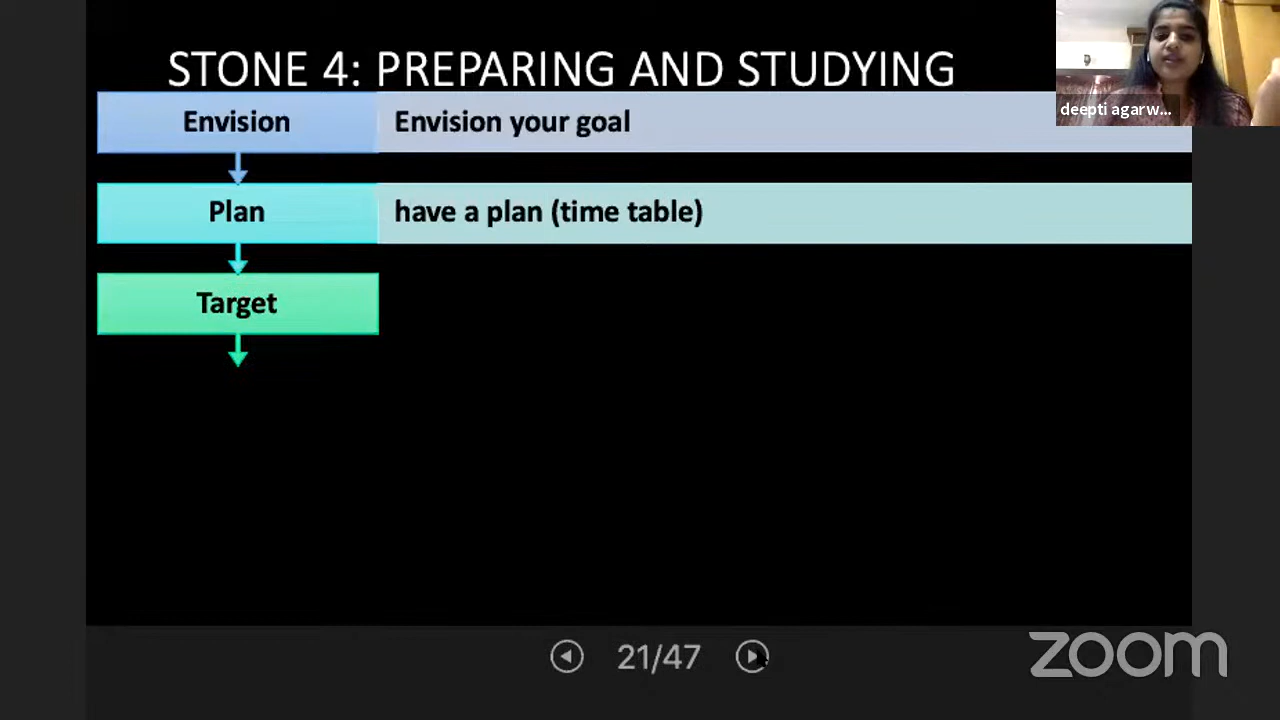 STONE 4: PREPARING AND STUDYING
deepti agarw...
Envision
Envision your goal
Plan
have a plan (time table)
Target
21/47
zoom